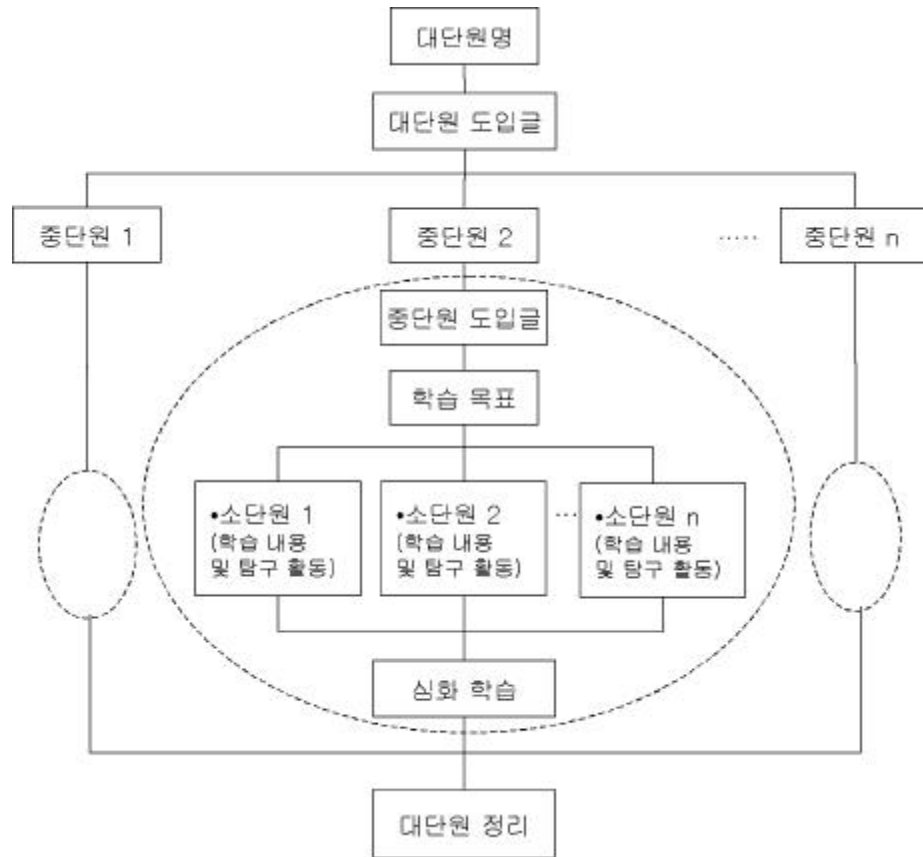 대단원명
대단원 도입글
중단원 1
중단원 2
.....
중단원 n
중단원 도입글
학습 목표
•소단원 1
(학습 내용
및 탐구 활동)
•소단원 2
(학습 내용
및 탐구 활동)
...
•소단원 n
(학습 내용
및 탐구 활동)
심화 학습
대단원 정리